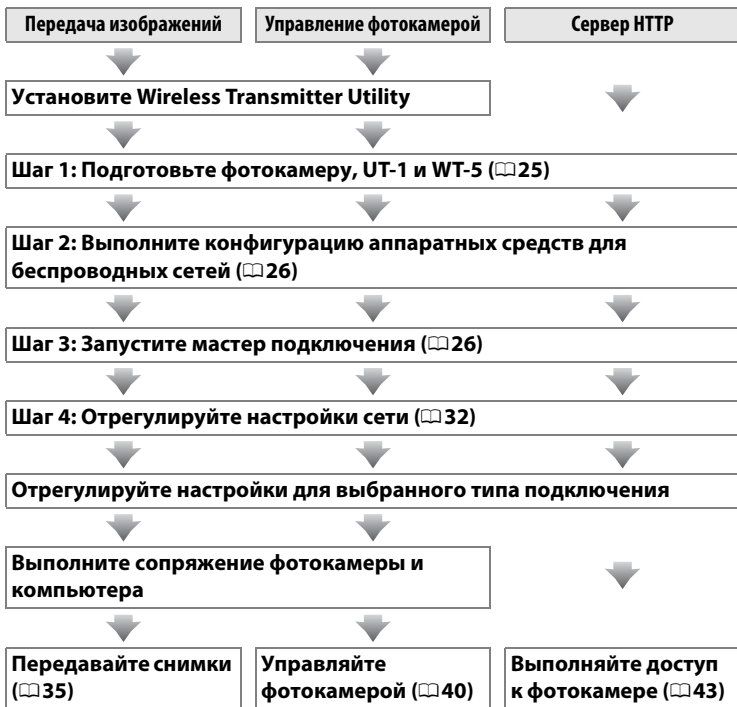 Передача изображений
Управление фотокамерой
Сервер HTTP
Установите Wireless Transmitter Utility
Шаг 1: Подготовьте фотокамеру, UT-1 и WT-5 (🕮25)
Шаг 2: Выполните конфигурацию аппаратных средств для
беспроводных сетей (🕮26)
Шаг 3: Запустите мастер подключения (🕮26)
Шаг 4: Отрегулируйте настройки сети (🕮32)
Отрегулируйте настройки для выбранного типа подключения
Выполните сопряжение фотокамеры и
компьютера
Передавайте снимки
(🕮35)
Управляйте
фотокамерой (🕮40)
Выполняйте доступ
к фотокамере (🕮43)